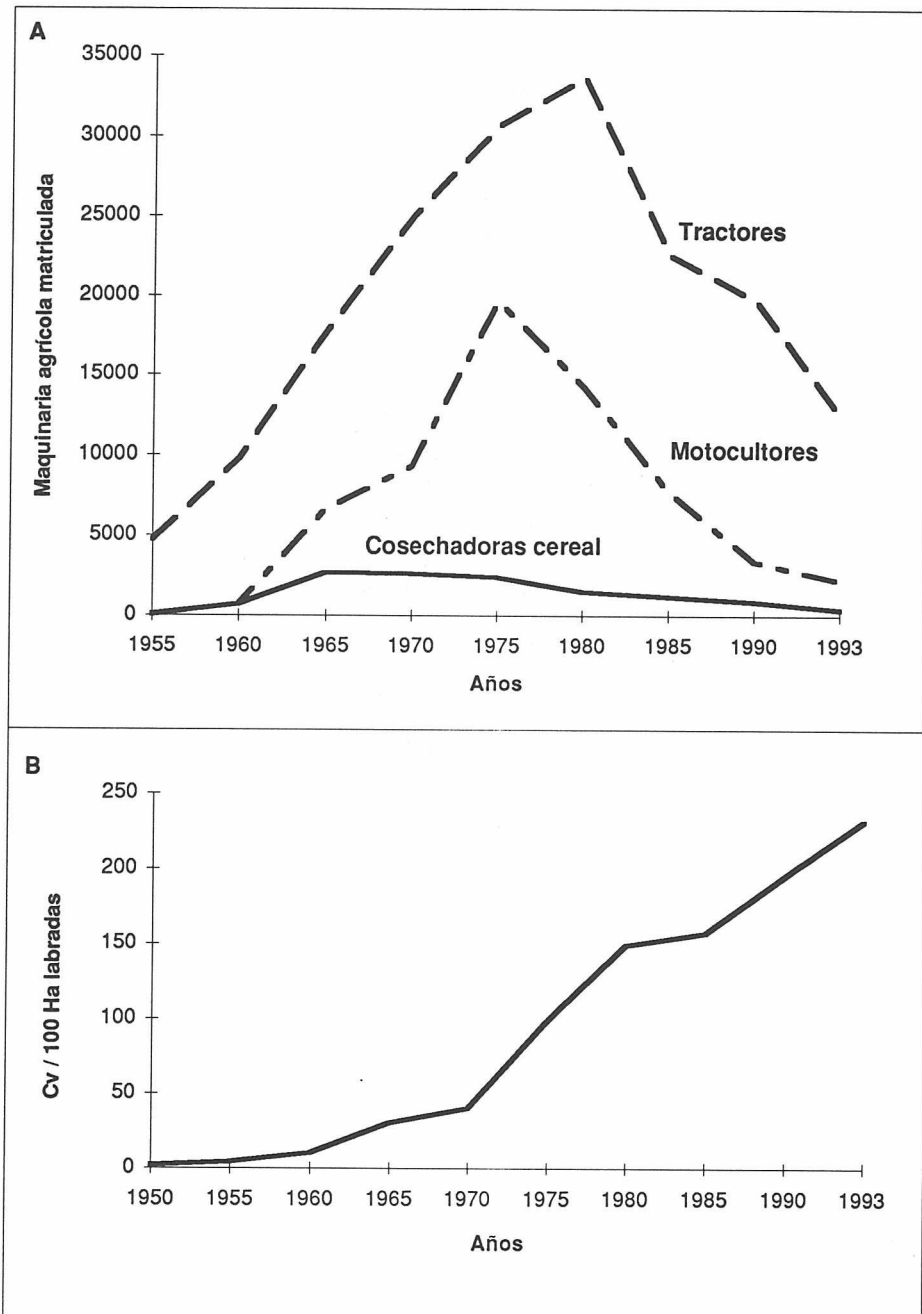 A
Maquinaria agrícola matriculada
35000
30000
25000
20000
15000
10000
5000
0
Tractores
Motocultores
Cosechadoras cereal
1955 1960 1965 1970 1975 1980 1985 1990 1993
Años
B
Cv / 100 Ha labradas
250
200
150
100
50
0
1950 1955 1960 1965 1970 1975 1980 1985 1990 1993
Años